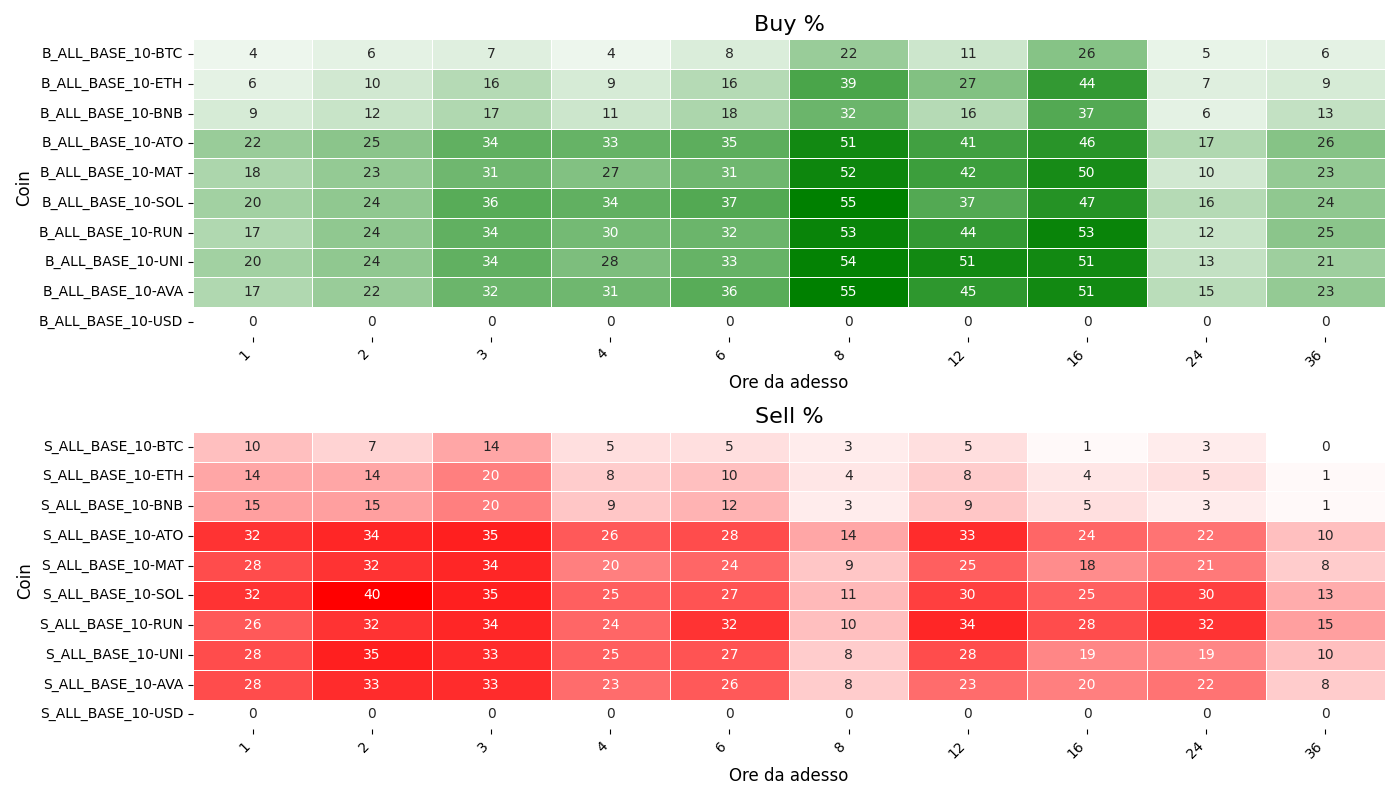 Buy %
Coin
B_ALL_BASE_10-BTC 4 6 7 4 8 22 11 26 5 6
B_ALL_BASE_10-ETH 6 10 16 9 16 39 27 44 7 9
B_ALL_BASE_10-BNB 9 12 17 11 18 32 16 37 6 13
B_ALL_BASE_10-ATO 22 25 34 33 35 51 41 46 17 26
B_ALL_BASE_10-MAT 18 23 31 27 31 52 42 50 10 23
B_ALL_BASE_10-SOL 20 24 36 34 37 55 37 47 16 24
B_ALL_BASE_10-RUN 17 24 34 30 32 53 44 53 12 25
B_ALL_BASE_10-UNI 20 24 34 28 33 54 51 51 13 21
B_ALL_BASE_10-AVA 17 22 32 31 36 55 45 51 15 23
B_ALL_BASE_10-USD 0 0 0 0 0 0 0 0 0 0
1 2 3 4 6 8 12 16 24 36
Ore da adesso
Sell %
Coin
S_ALL_BASE_10-BTC 10 7 14 5 5 3 5 1 3 0
S_ALL_BASE_10-ETH 14 14 20 8 10 4 8 4 5 1
S_ALL_BASE_10-BNB 15 15 20 9 12 3 9 5 3 1
S_ALL_BASE_10-ATO 32 34 35 26 28 14 33 24 22 10
S_ALL_BASE_10-MAT 28 32 34 20 24 9 25 18 21 8
S_ALL_BASE_10-SOL 32 40 35 25 27 11 30 25 30 13
S_ALL_BASE_10-RUN 26 32 34 24 32 10 34 28 32 15
S_ALL_BASE_10-UNI 28 35 33 25 27 8 28 19 19 10
S_ALL_BASE_10-AVA 28 33 33 23 26 8 23 20 22 8
S_ALL_BASE_10-USD 0 0 0 0 0 0 0 0 0 0
1 2 3 4 6 8 12 16 24 36
Ore da adesso